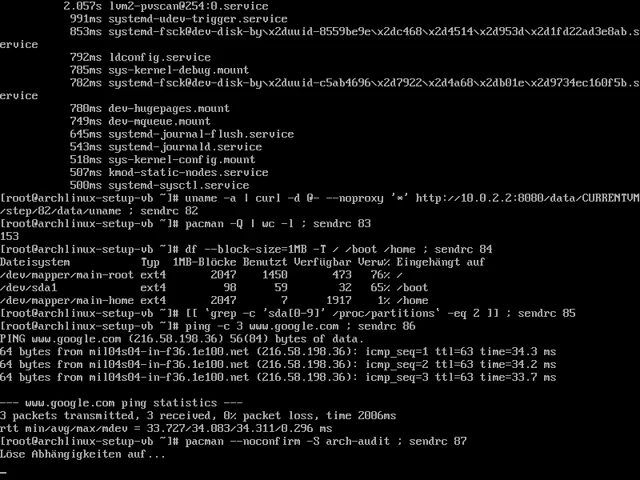 2.057s lvm2-pvscan@254:0.service
991ms systemd-udev-trigger.service
853ms systemd-fsck@dev-disk-by\x2duuid-8559be9e\x2dc468\x2d4514\x2d953d\x2d1fd22ad3e8ab.s
ervice
792ms ldconfig.service
785ms sys-kernel-debug.mount
782ms systemd-fsck@dev-disk-by\x2duuid-c5ab4696\x2d7922\x2d4a68\x2db01e\x2d9734ec160f5b.s
ervice
780ms dev-hugepages.mount
749ms dev-mqueue.mount
645ms systemd-journal-flush.service
543ms systemd-journald.service
518ms sys-kernel-config.mount
507ms kmod-static-nodes.service
500ms systemd-sysctl.service
[root@archlinux-setup-vb ~]# uname -a | curl -d @- --noproxy '*' http://10.0.2.2:8080/data/CURRENTVM
/step/82/data/uname ; sendrc 82
[root@archlinux-setup-vb ~]# pacman -Q | wc -l ; sendrc 83
153
[root@archlinux-setup-vb ~]# df --block-size=1MB -T / /boot /home ; sendrc 84
Dateisystem Typ 1MB-Blöcke Benutzt Verfügbar Verw% Eingehängt auf
/dev/mapper/main-root ext4 2047 1450 473 76% /
/dev/sda1 ext4 98 59 32 65% /boot
/dev/mapper/main-home ext4 2047 7 1917 1% /home
[root@archlinux-setup-vb ~]# [[ `grep -c 'sda[0-9]' /proc/partitions` -eq 2 ]] ; sendrc 85
[root@archlinux-setup-vb ~]# ping -c 3 www.google.com ; sendrc 86
PING www.google.com (216.58.198.36) 56(84) bytes of data.
64 bytes from mil04s04-in-f36.1e100.net (216.58.198.36): icmp_seq=1 ttl=63 time=34.3 ms
64 bytes from mil04s04-in-f36.1e100.net (216.58.198.36): icmp_seq=2 ttl=63 time=34.2 ms
64 bytes from mil04s04-in-f36.1e100.net (216.58.198.36): icmp_seq=3 ttl=63 time=33.7 ms
--- www.google.com ping statistics ---
3 packets transmitted, 3 received, 0% packet loss, time 2006ms
rtt min/avg/max/mdev = 33.727/34.083/34.311/0.296 ms
[root@archlinux-setup-vb ~]# pacman --noconfirm -S arch-audit ; sendrc 87
Löse Abhängigkeiten auf...
_